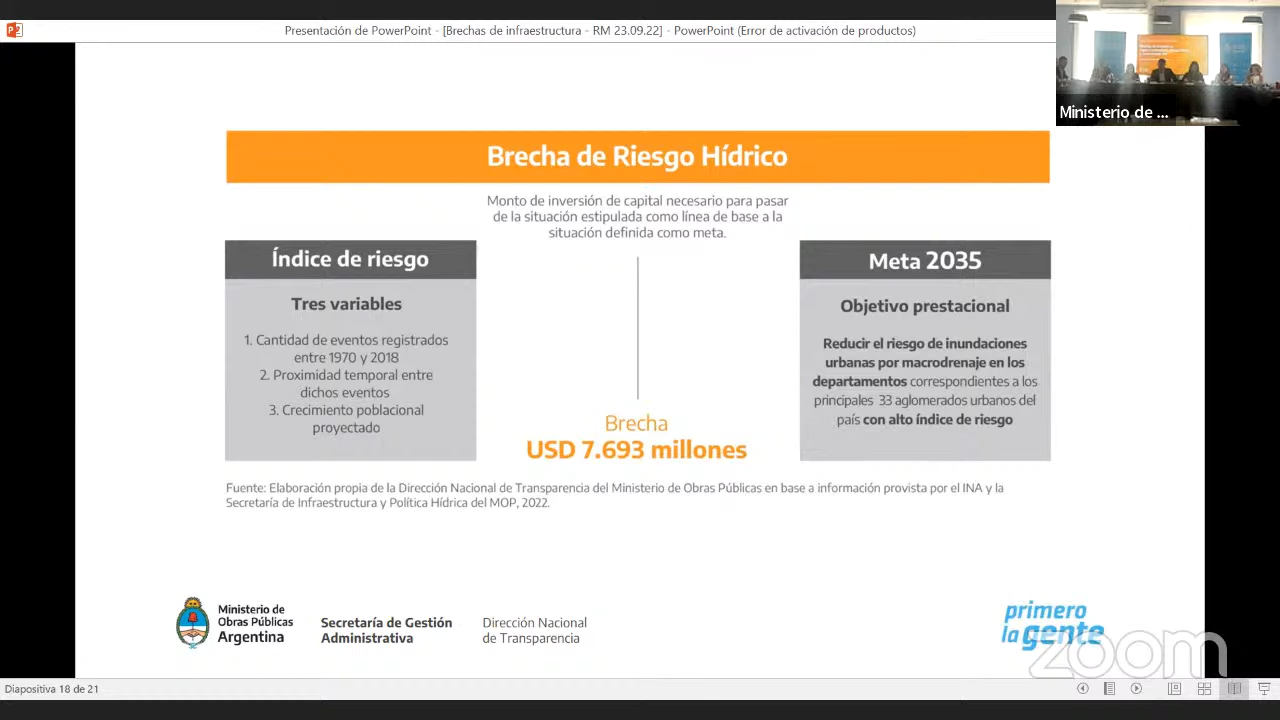 Presentación de PowerPoint - [Brechas de infraestructura - RM 23.09.22] - PowerPoint (Error de activación de productos)
Ministerio de ...
Brecha de Riesgo Hídrico
Monto de inversión de capital necesario para pasar
de la situación estipulada como línea de base a la
situación definida como meta.
Índice de riesgo
Tres variables
1. Cantidad de eventos registrados
entre 1970 y 2018
2. Proximidad temporal entre
dichos eventos
3. Crecimiento poblacional
proyectado
Brecha
USD 7.693 millones
Meta 2035
Objetivo prestacional
Reducir el riesgo de inundaciones
urbanas por macrodrenaje en los
departamentos correspondientes a los
principales 33 aglomerados urbanos del
país con alto índice de riesgo
Fuente: Elaboración propia de la Dirección Nacional de Transparencia del Ministerio de Obras Públicas en base a información provista por el INA y la
Secretaría de Infraestructura y Política Hídrica del MOP, 2022.
Ministerio de
Obras Públicas
Argentina
Secretaría de Gestión
Administrativa
Dirección Nacional
de Transparencia
primero
la gente
zoom
Diapositiva 18 de 21